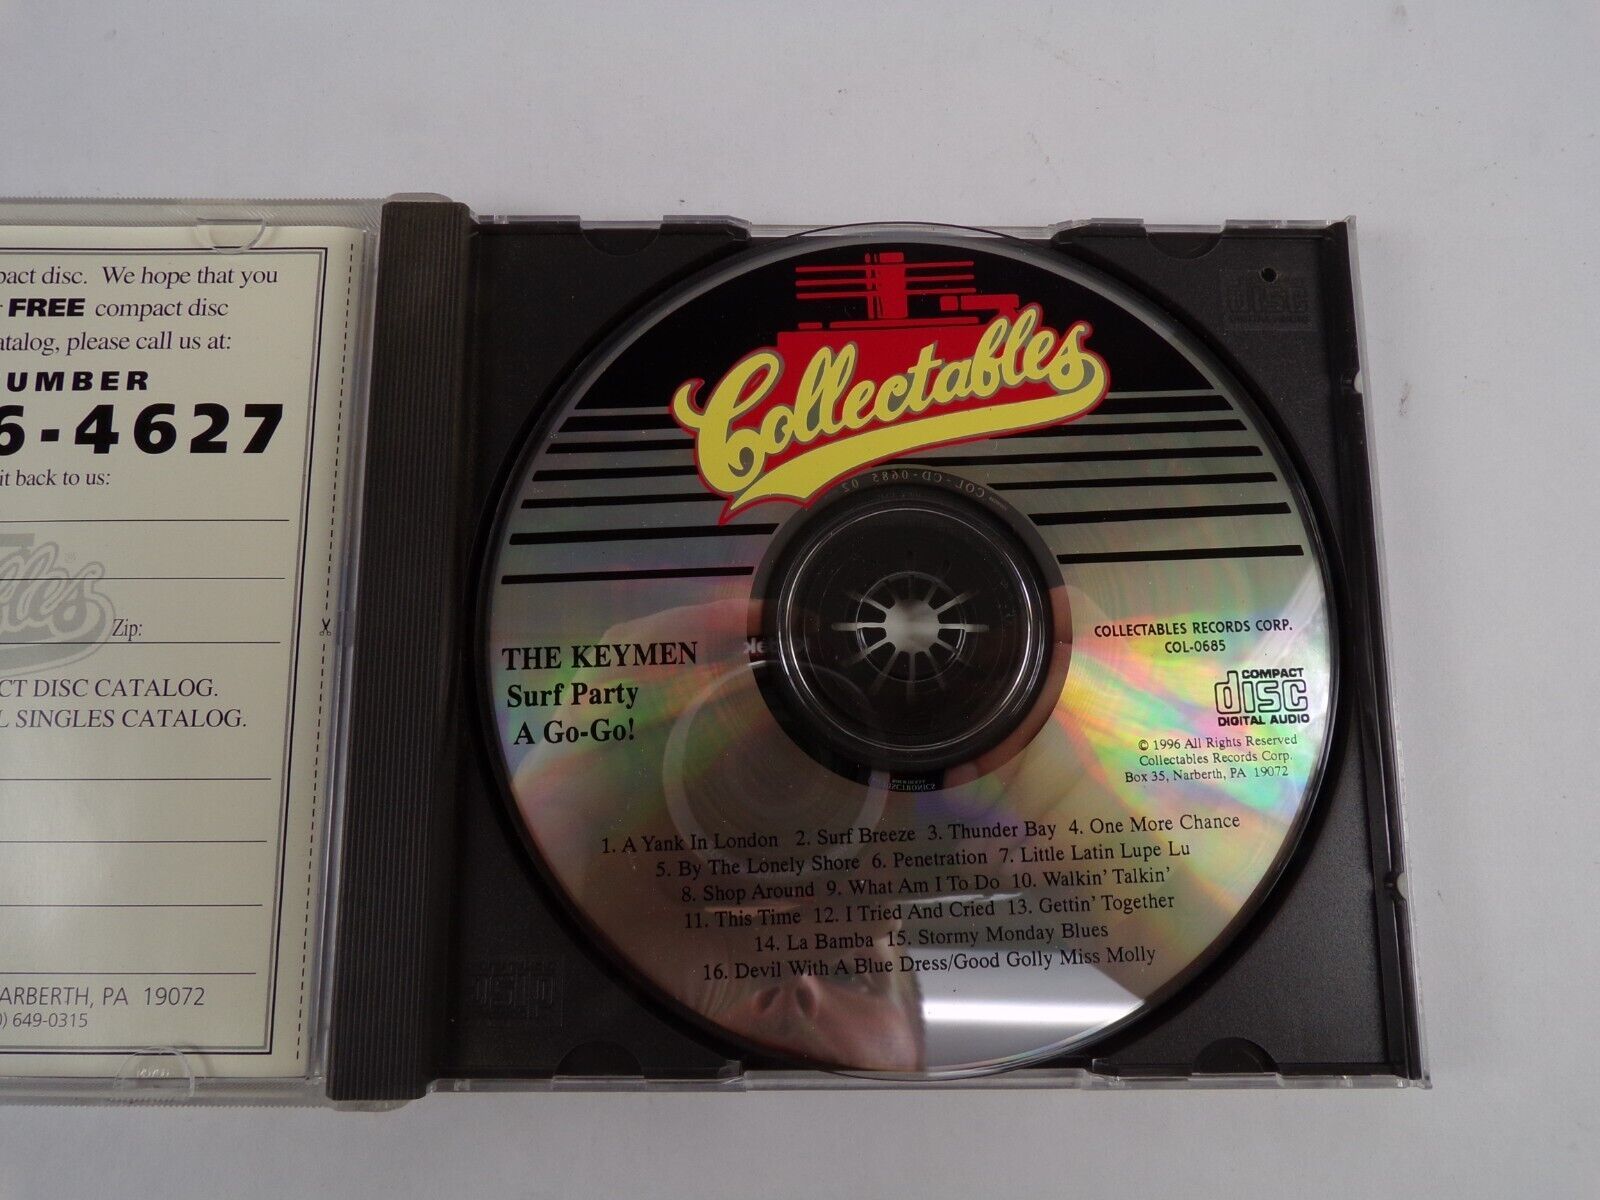 pact disc. We hope that you
FREE compact disc
atalog, please call us at:
UMBER
6-4627
it back to us:
Zip:
CT DISC CATALOG.
L SINGLES CATALOG.
ARBERTH, PA 19072
) 649-0315
Collectables
COL-CD-0685 02
THE KEYMEN
Surf Party
A Go-Go!
COLLECTABLES RECORDS CORP.
COL-0685
COMPACT
disc
DIGITAL AUDIO
© 1996 All Rights Reserved
Collectables Records Corp.
Box 35, Narberth, PA 19072
1. A Yank In London 2. Surf Breeze 3. Thunder Bay 4. One More Chance
5. By The Lonely Shore 6. Penetration 7. Little Latin Lupe Lu
8. Shop Around 9. What Am I To Do 10. Walkin' Talkin'
11. This Time 12. I Tried And Cried 13. Gettin' Together
14. La Bamba 15. Stormy Monday Blues
16. Devil With A Blue Dress/Good Golly Miss Molly